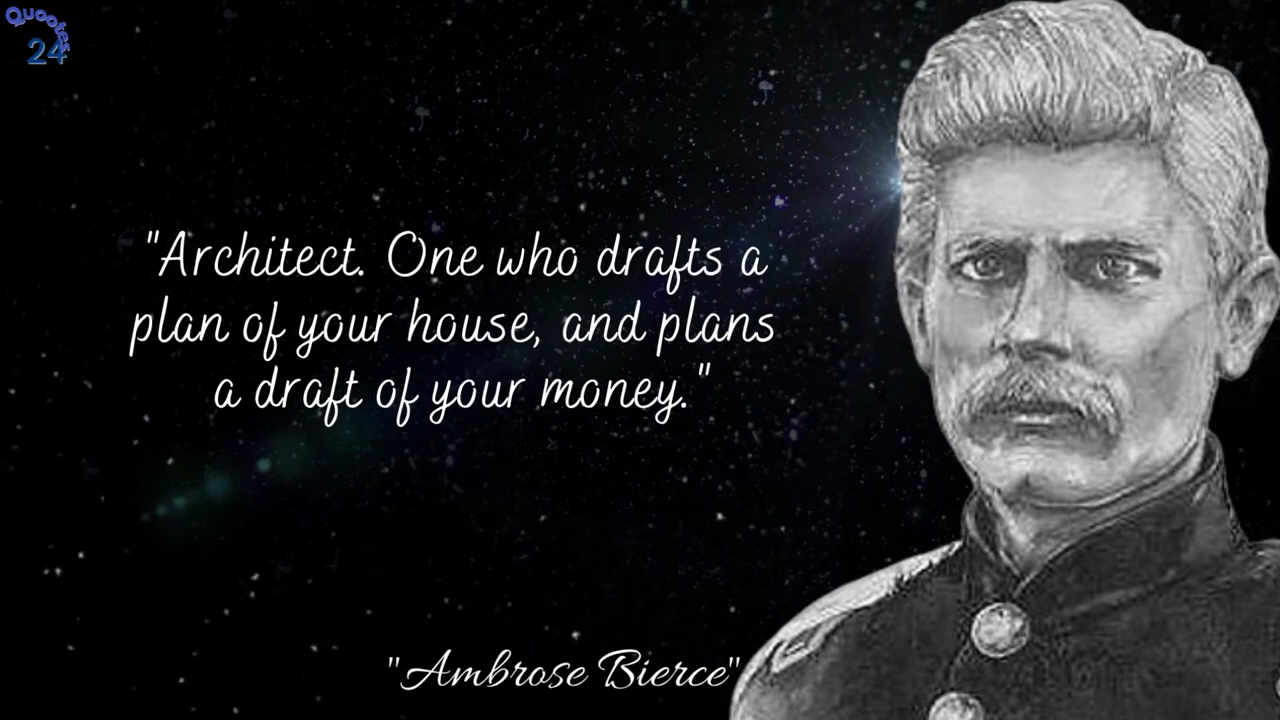 Quootes
24
"Architect. One who drafts a
plan of your house, and plans
a draft of your money."
"Ambrose Bierce"